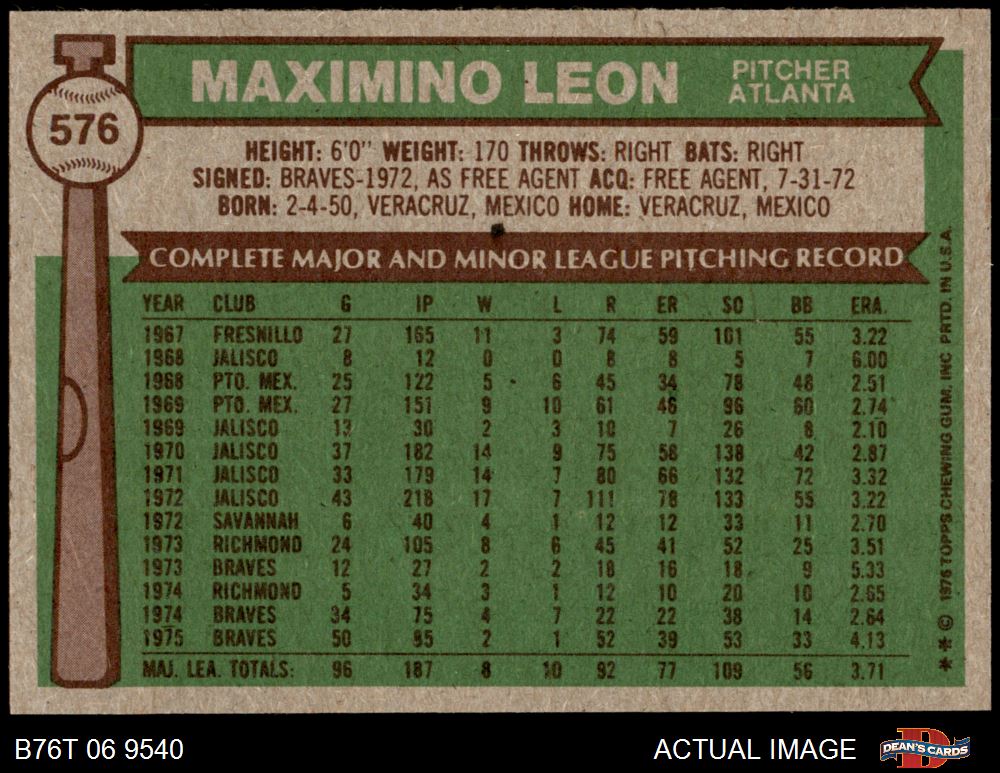 MAXIMINO LEON
PITCHER
ATLANTA
576
HEIGHT: 6'0" WEIGHT: 170 THROWS: RIGHT BATS: RIGHT
SIGNED: BRAVES-1972, AS FREE AGENT ACQ: FREE AGENT, 7-31-72
BORN: 2-4-50, VERACRUZ, MEXICO HOME: VERACRUZ, MEXICO
COMPLETE MAJOR AND MINOR LEAGUE PITCHING RECORD
YEAR CLUB G IP W L R ER SO BB ERA.
1967 FRESNILLO 27 165 11 3 74 59 101 55 3.22
1968 JALISCO 8 12 0 0 8 8 5 7 6.00
1968 PTO. MEX. 25 122 5 6 45 34 78 48 2.51
1969 PTO. MEX. 27 151 9 10 61 46 96 60 2.74
1969 JALISCO 13 30 2 3 10 7 26 8 2.10
1970 JALISCO 37 182 14 9 75 58 138 42 2.87
1971 JALISCO 33 179 14 7 80 66 132 72 3.32
1972 JALISCO 43 218 17 7 111 78 133 55 3.22
1972 SAVANNAH 6 40 4 1 12 12 33 11 2.70
1973 RICHMOND 24 105 8 6 45 41 52 25 3.51
1973 BRAVES 12 27 2 2 18 16 18 9 5.33
1974 RICHMOND 5 34 3 1 12 10 20 10 2.65
1974 BRAVES 34 75 4 7 22 22 38 14 2.64
1975 BRAVES 50 85 2 1 52 39 53 33 4.13
MAJ. LEA. TOTALS: 96 187 8 10 92 77 109 56 3.71
** © 1976 TOPPS CHEWING GUM, INC PRTD. IN U.S.A.
B76T 06 9540
ACTUAL IMAGE
DEAN'S CARDS